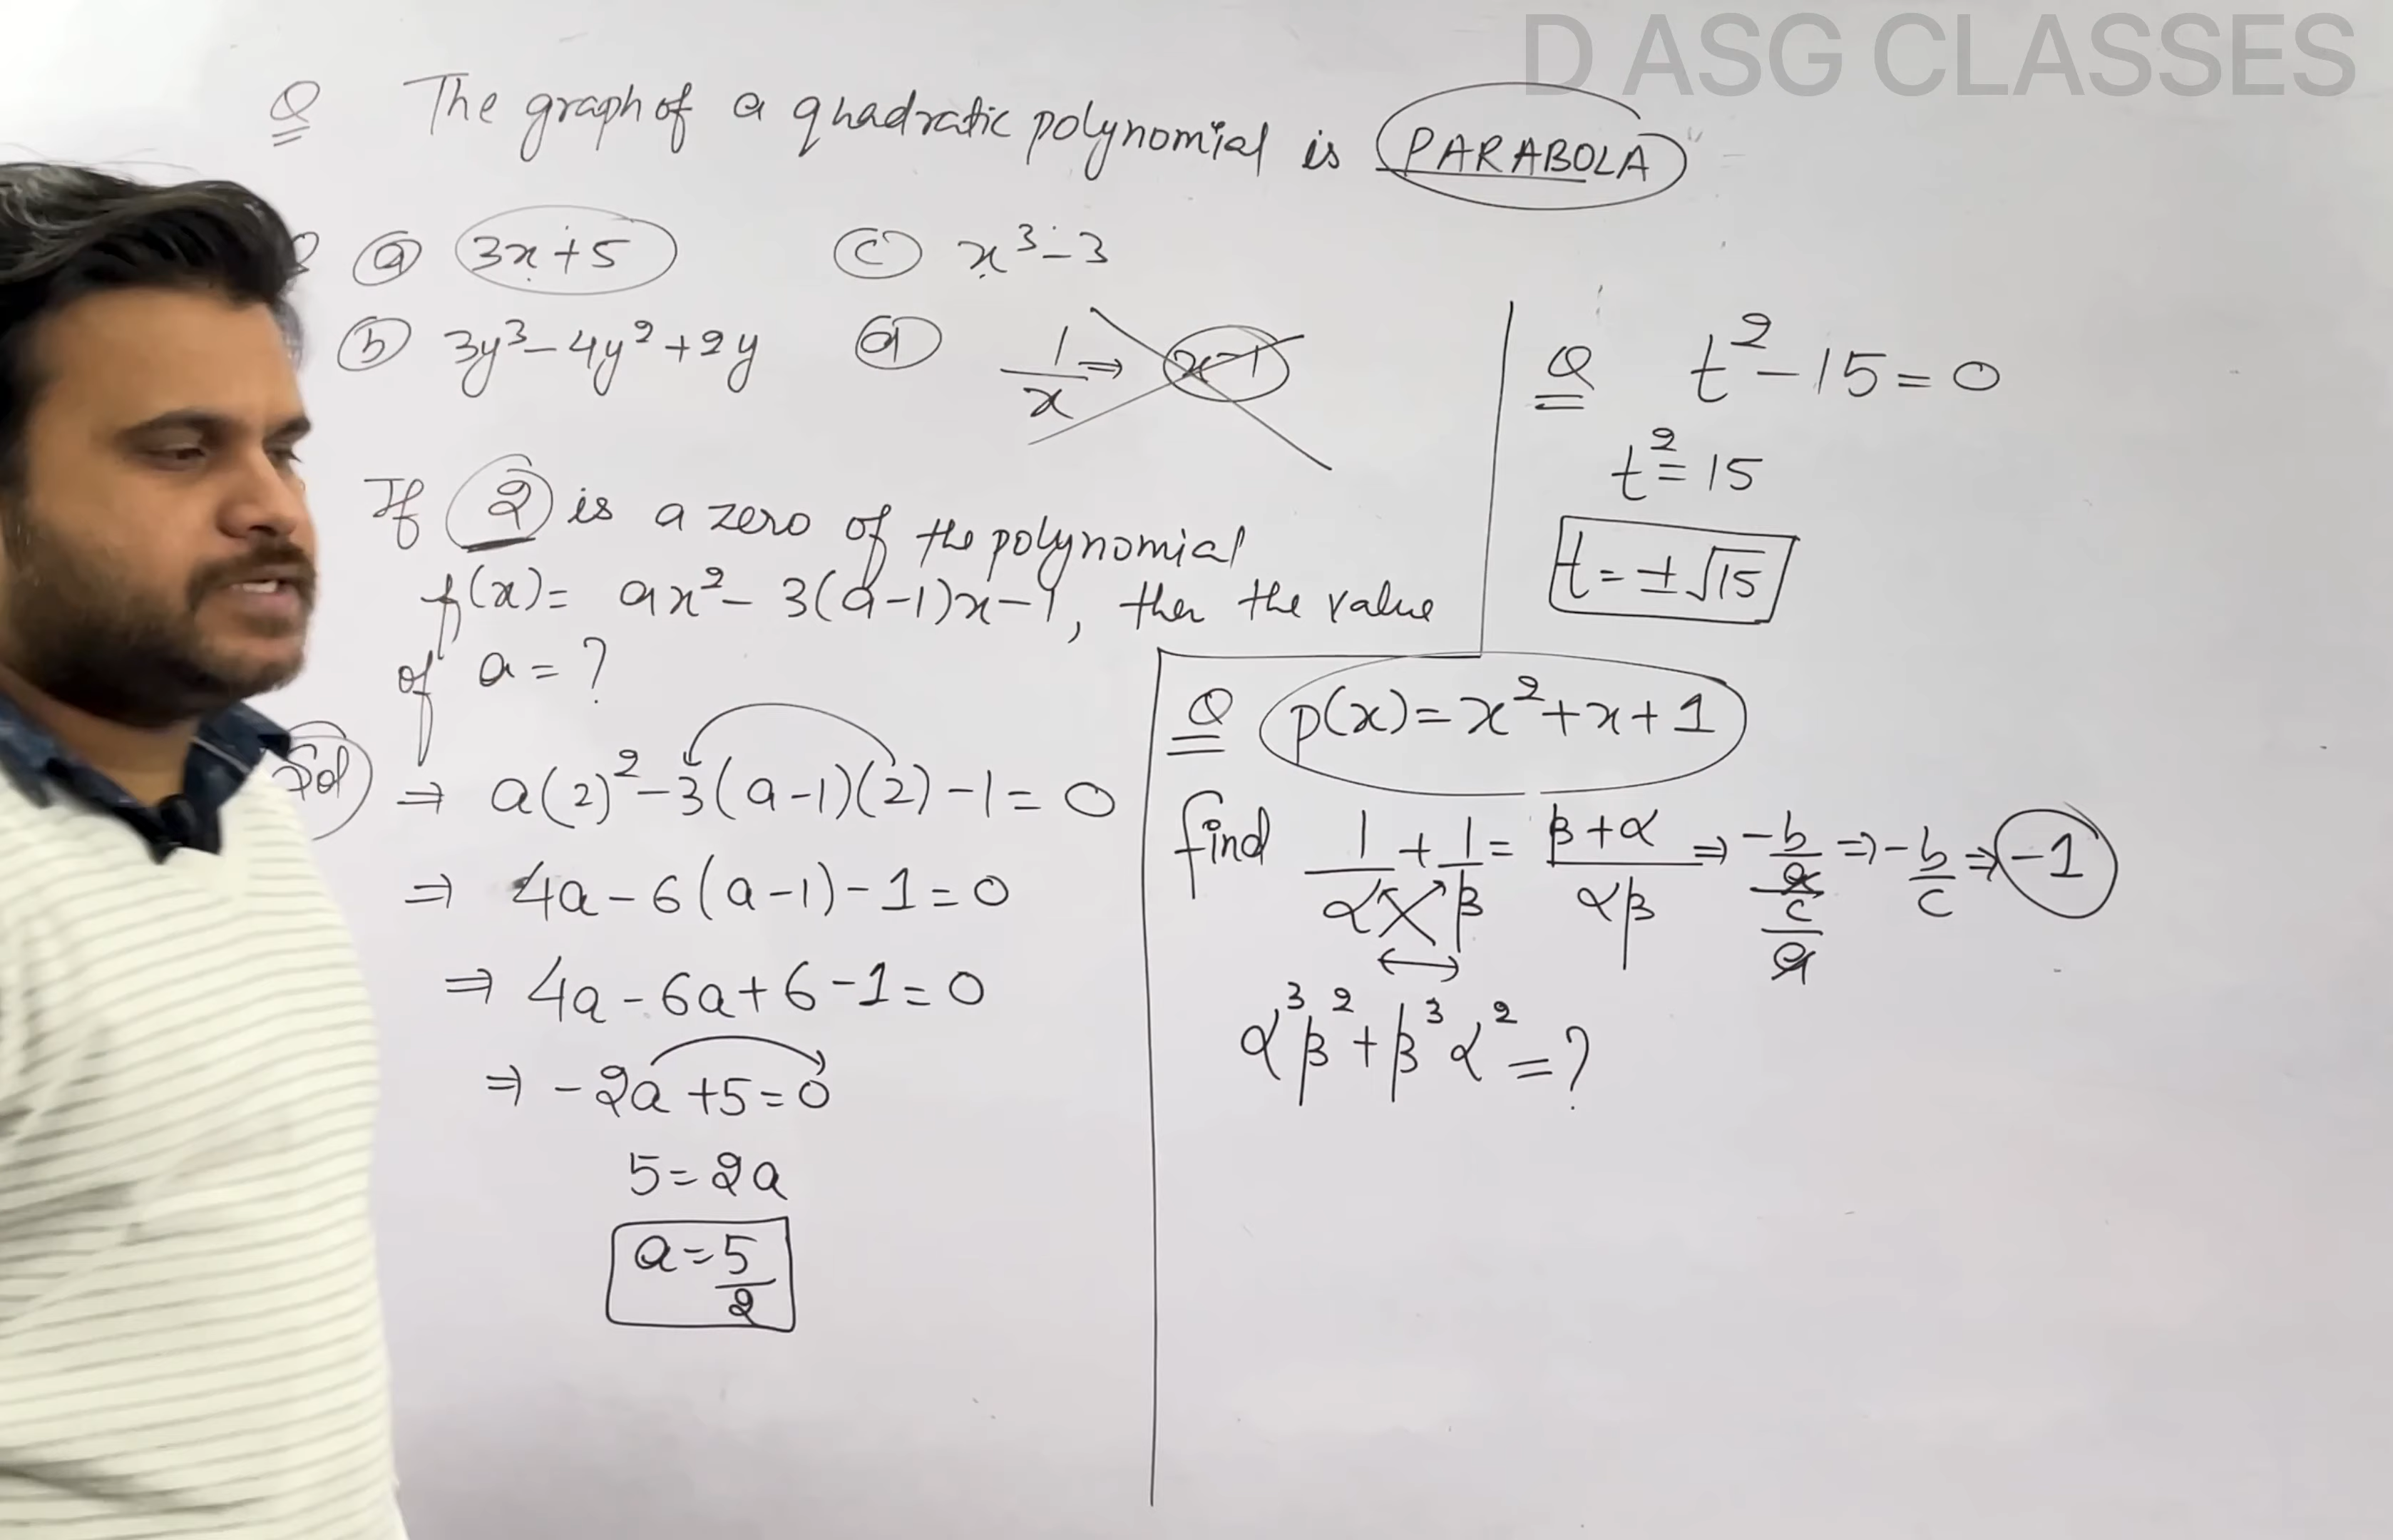 D ASG CLASSES
Q The graph of a quadratic polynomial is PARABOLA
(a) 3x+5 (c) x³-3
(b) 3y³-4y²+2y (d) 1/x ⇒ x⁻¹
If 2 is a zero of the polynomial
p(x) = ax² - 3(a-1)x-1, then the value
of a = ?
Sol ⇒ a(2)²-3(a-1)(2)-1=0
⇒ 4a-6(a-1)-1=0
⇒ 4a-6a+6-1=0
⇒ -2a+5=0
5=2a
a=5/2
Q t²-15=0
t²=15
t=±√15
Q p(x)=x²+x+1
find 1/α + 1/β = (β+α)/(αβ) ⇒ (-b/a)/(c/a) ⇒ -b/c ⇒ -1
α³β²+β³α²=?